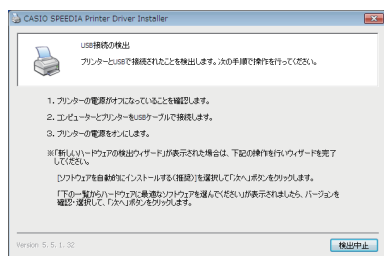 CASIO SPEEDIA Printer Driver Installer
USB接続の検出
プリンターとUSBで接続されたことを検出します。次の手順で操作を行ってください。
1. プリンターの電源がオフになっていることを確認します。
2. コンピューターとプリンターをUSBケーブルで接続します。
3. プリンターの電源をオンにします。
※「新しいハードウェアの検出ウィザード」が表示された場合は、下記の操作を行いウィザードを完了
してください。
[ソフトウェアを自動的にインストールする(推奨)]を選択して「次へ」ボタンをクリックします。
「下の一覧からハードウェアに最適なソフトウェアを選んでください」が表示されましたら、バージョンを
確認・選択して、「次へ」ボタンをクリックします。
Version 5.5.1.32
検出中止